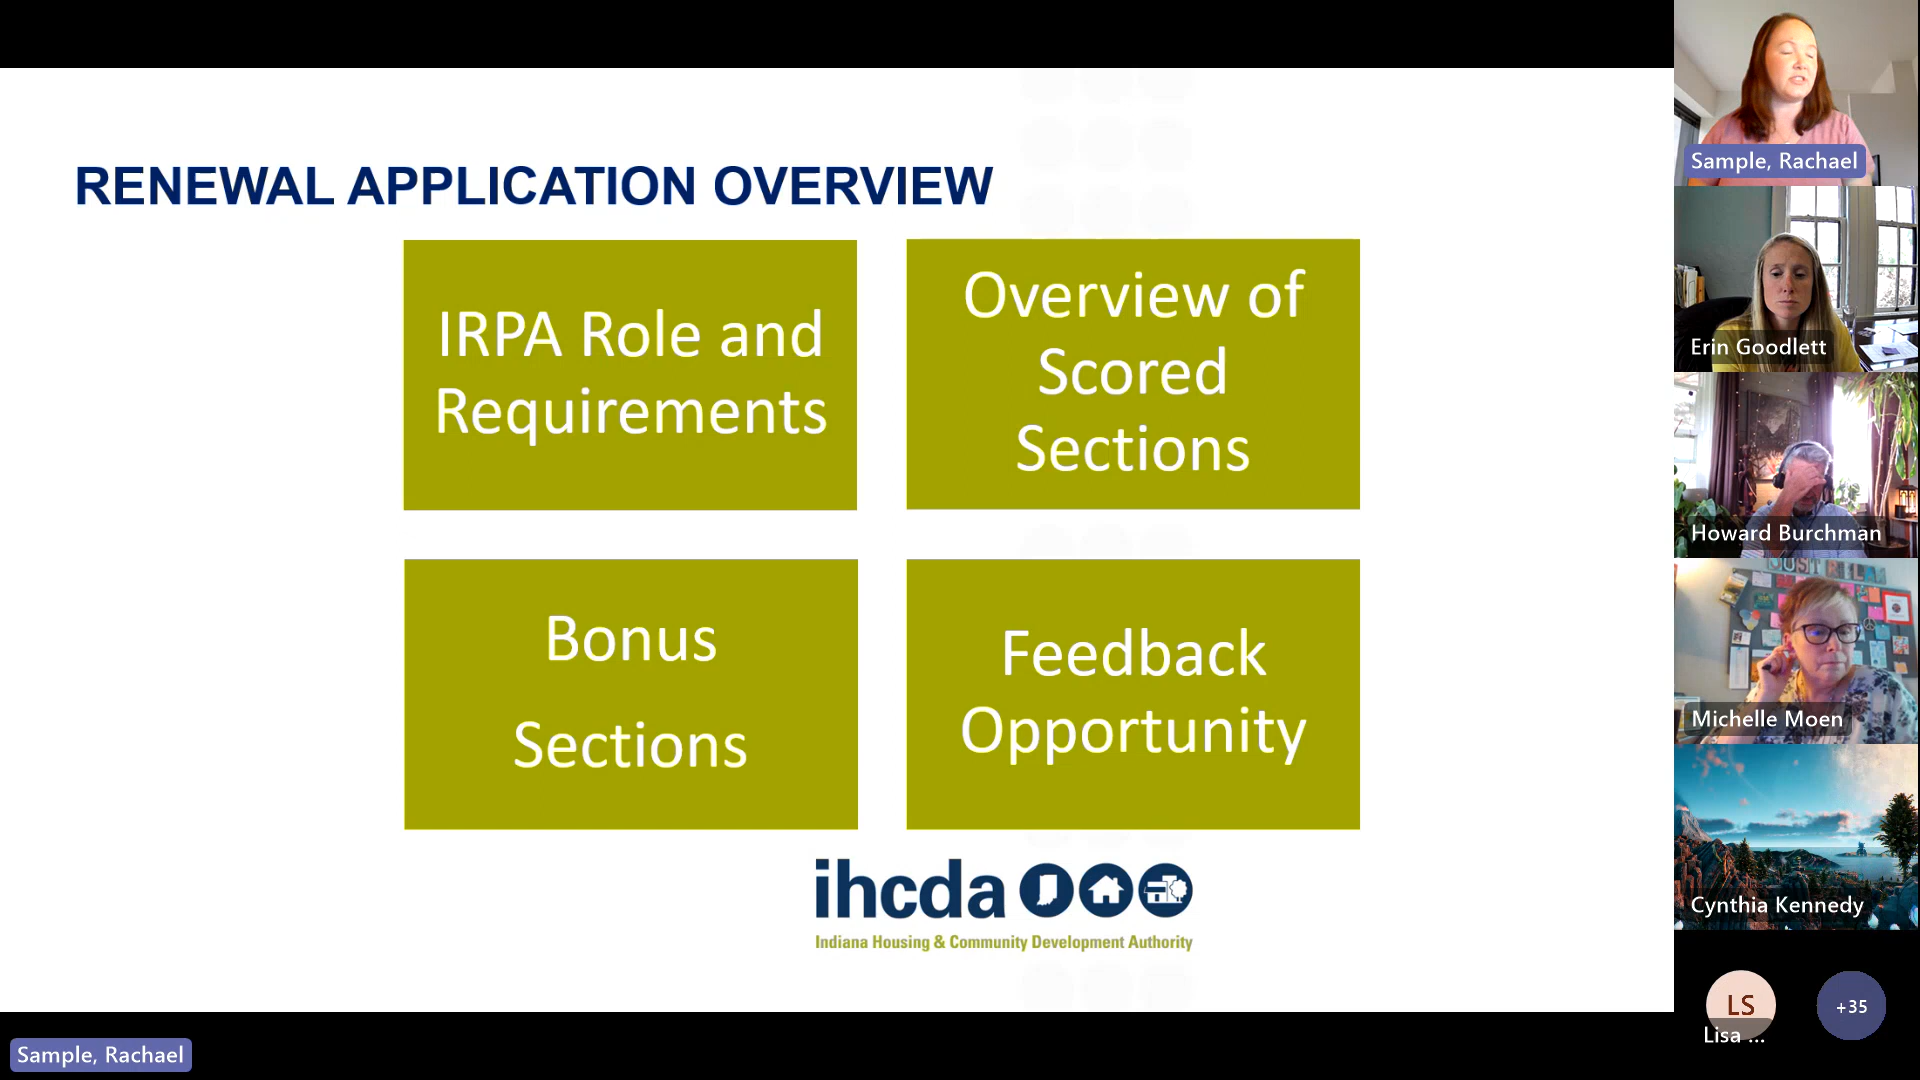 RENEWAL APPLICATION OVERVIEW
IRPA Role and
Requirements
Overview of
Scored
Sections
Bonus
Sections
Feedback
Opportunity
ihcda
Indiana Housing & Community Development Authority
Sample, Rachael
Sample, Rachael
Erin Goodlett
Howard Burchman
Michelle Moen
Cynthia Kennedy
LS
Lisa ...
+35